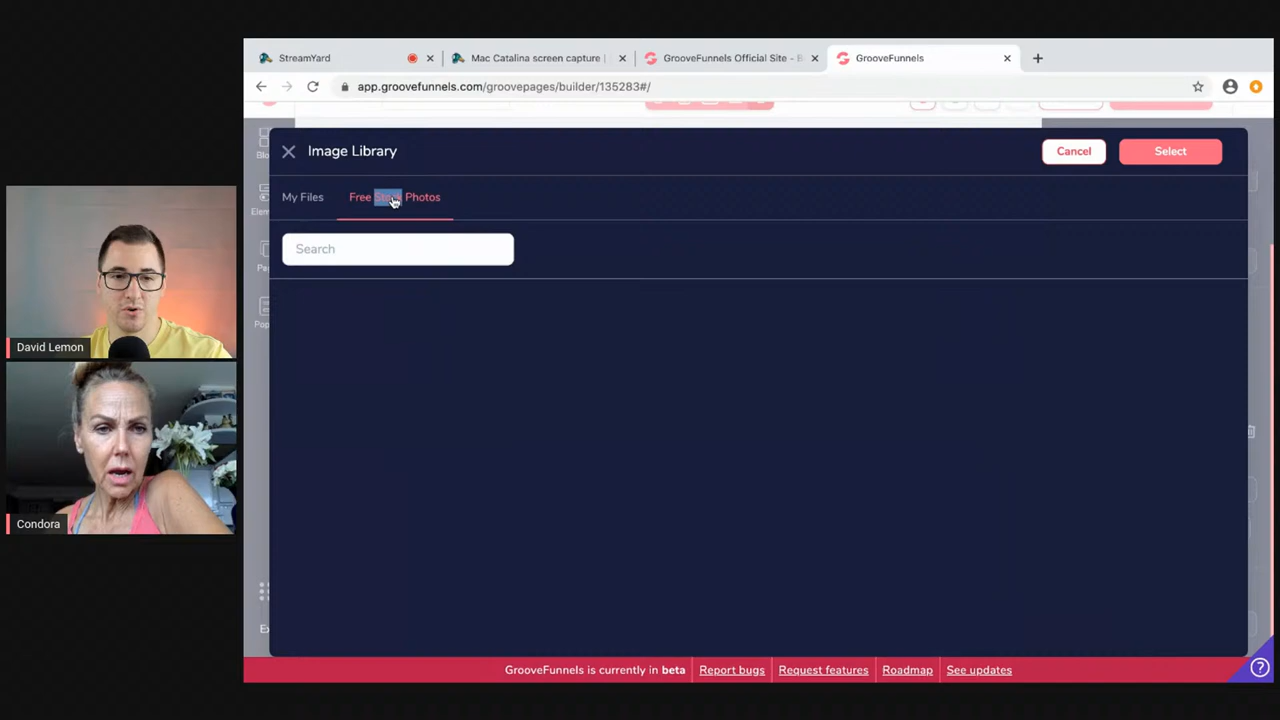 StreamYard
Mac Catalina screen capture |
GrooveFunnels Official Site - B
GrooveFunnels
app.groovefunnels.com/groovepages/builder/135283#/
Image Library
Cancel
Select
My Files
Free Stock Photos
Search
David Lemon
Condora
GrooveFunnels is currently in beta
Report bugs
Request features
Roadmap
See updates